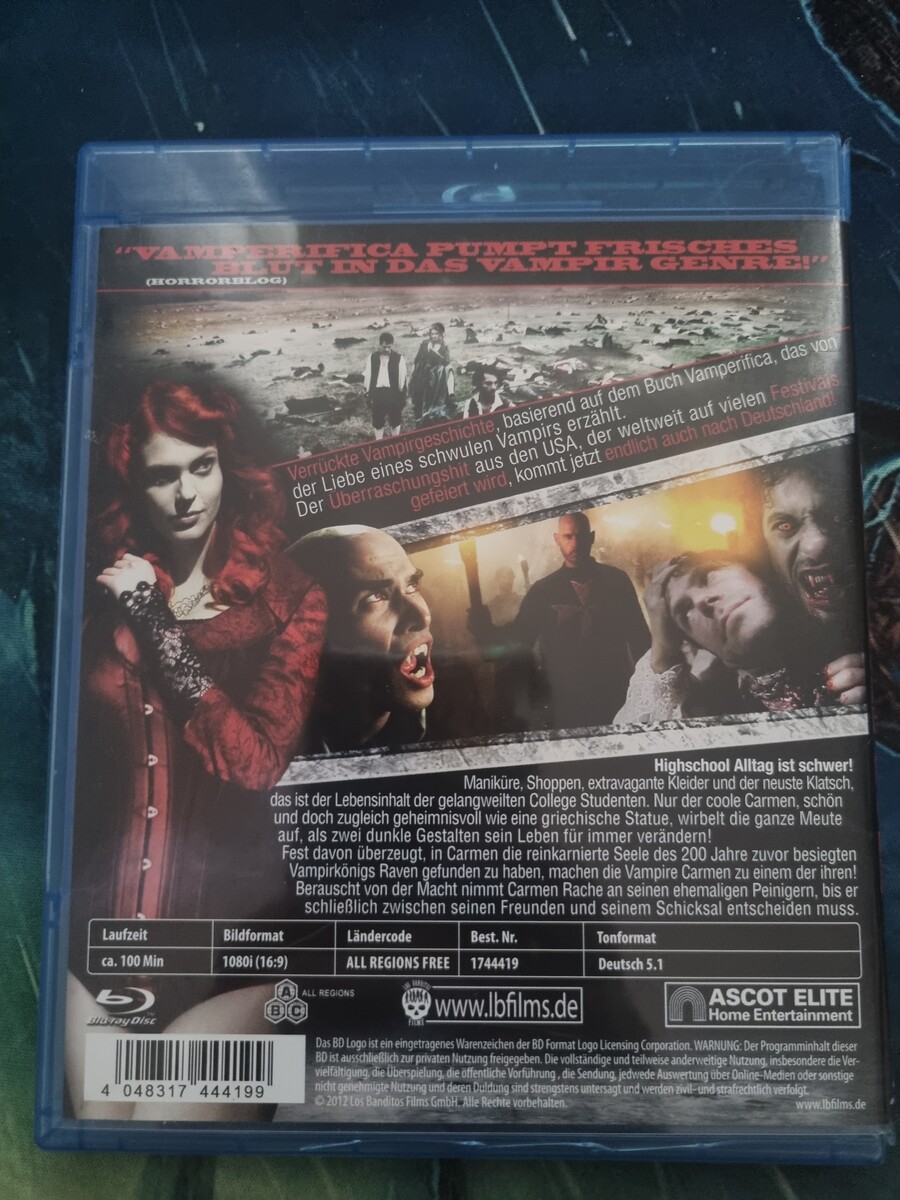 “VAMPERIFICA PUMPT FRISCHES
BLUT IN DAS VAMPIR GENRE!”
(HORRORBLOG)
Verrückte Vampirgeschichte, basierend auf dem Buch Vamperifica, das von
der Liebe eines schwulen Vampirs erzählt.
Der Überraschungshit aus den USA, der weltweit auf vielen Festivals
gefeiert wird, kommt jetzt endlich auch nach Deutschland!
Highschool Alltag ist schwer!
Maniküre, Shoppen, extravagante Kleider und der neuste Klatsch,
das ist der Lebensinhalt der gelangweilten College Studenten. Nur der coole Carmen, schön
und doch zugleich geheimnisvoll wie eine griechische Statue, wirbelt die ganze Meute
auf, als zwei dunkle Gestalten sein Leben für immer verändern!
Fest davon überzeugt, in Carmen die reinkarnierte Seele des 200 Jahre zuvor besiegten
Vampirkönigs Raven gefunden zu haben, machen die Vampire Carmen zu einem der ihren!
Berauscht von der Macht nimmt Carmen Rache an seinen ehemaligen Peinigern, bis er
schließlich zwischen seinen Freunden und seinem Schicksal entscheiden muss.
Laufzeit Bildformat Ländercode Best. Nr. Tonformat
ca. 100 Min 1080i (16:9) ALL REGIONS FREE 1744419 Deutsch 5.1
Blu-ray Disc
A B C ALL REGIONS
LOS BANDITOS FILMS
www.lbfilms.de
ASCOT ELITE
Home Entertainment
4 048317 444199
Das BD Logo ist ein eingetragenes Warenzeichen der BD Format Logo Licensing Corporation. WARNUNG: Der Programminhalt dieser
BD ist ausschließlich zur privaten Nutzung freigegeben. Die vollständige und teilweise anderweitige Nutzung, insbesondere die Ver-
vielfältigung, die Überspielung, die öffentliche Vorführung , die Sendung, jedwede Auswertung über Online-Medien oder sonstige
nicht genehmigte Nutzung und deren Duldung sind strengstens untersagt und werden zivil- und strafrechtlich verfolgt.
© 2012 Los Banditos Films GmbH. Alle Rechte vorbehalten.
www.lbfilms.de